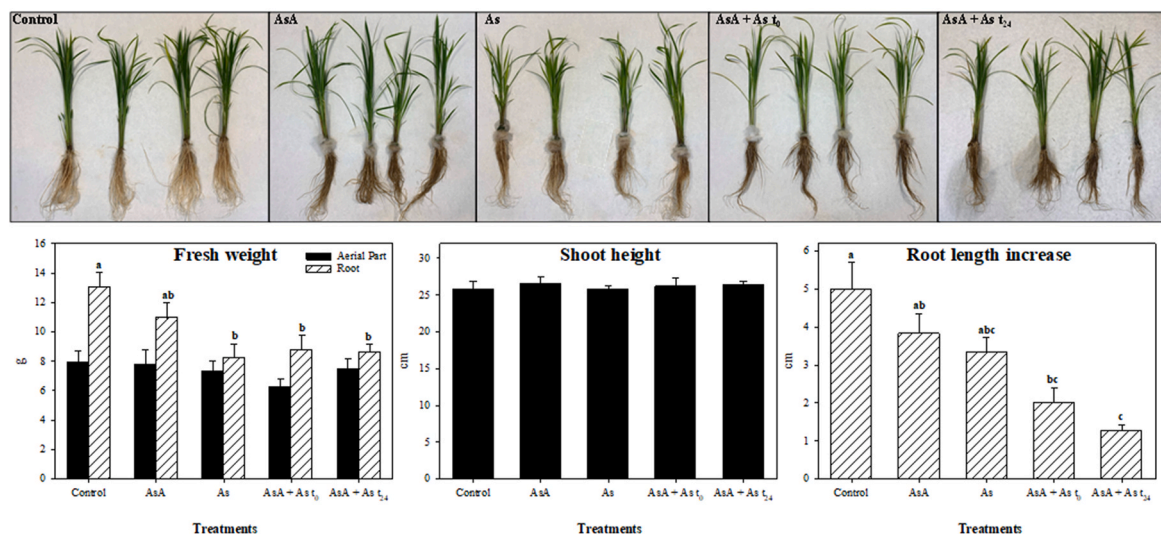 Control
AsA
As
AsA + As t0
AsA + As t24
Fresh weight
Aerial Part
Root
16
14
12
10
8
6
4
2
0
g
a
ab
b
b
b
Control
AsA
As
AsA + As t0
AsA + As t24
Treatments
Shoot height
30
25
20
15
10
5
0
cm
Control
AsA
As
AsA + As t0
AsA + As t24
Treatments
Root length increase
6
5
4
3
2
1
0
cm
a
ab
abc
bc
c
Control
AsA
As
AsA + As t0
AsA + As t24
Treatments